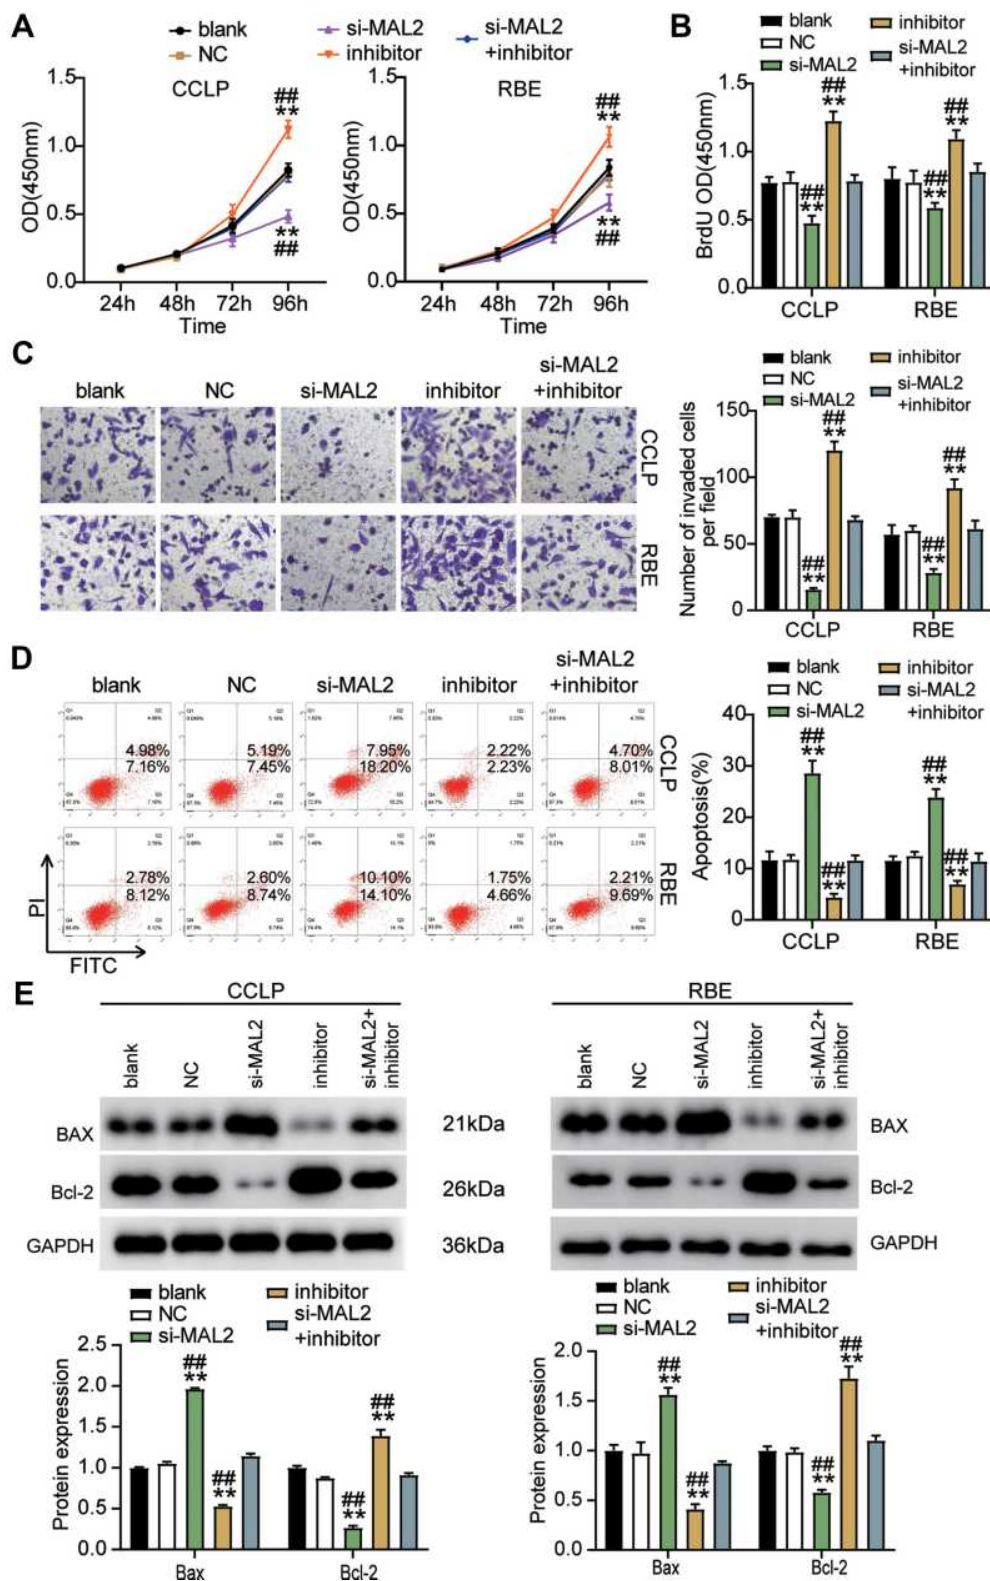 A
blank
NC
si-MAL2
inhibitor
si-MAL2
+inhibitor
CCLP
OD(450nm)
1.5
1.0
0.5
0.0
##
**
**
##
24h 48h 72h 96h
Time
RBE
OD(450nm)
1.5
1.0
0.5
0.0
##
**
**
##
24h 48h 72h 96h
Time
B
blank
NC
si-MAL2
inhibitor
si-MAL2
+inhibitor
BrdU OD(450nm)
1.5
1.0
0.5
0.0
##
**
##
**
##
**
##
**
CCLP RBE
C
blank NC si-MAL2 inhibitor si-MAL2
+inhibitor
CCLP
RBE
blank
NC
si-MAL2
inhibitor
si-MAL2
+inhibitor
Number of invaded cells
per field
150
100
50
0
##
**
##
**
##
**
##
**
CCLP RBE
D
blank NC si-MAL2 inhibitor si-MAL2
+inhibitor
4.98% 5.19% 7.95% 2.22% 4.70%
7.16% 7.45% 18.20% 2.23% 8.01%
CCLP
2.78% 2.60% 10.10% 1.75% 2.21%
8.12% 8.74% 14.10% 4.66% 9.69%
RBE
PI
FITC
blank
NC
si-MAL2
inhibitor
si-MAL2
+inhibitor
Apoptosis(%)
40
30
20
10
0
##
**
##
**
##
**
##
**
CCLP RBE
E
CCLP
blank NC si-MAL2 inhibitor si-MAL2+
inhibitor
BAX
Bcl-2
GAPDH
21kDa
26kDa
36kDa
RBE
blank NC si-MAL2 inhibitor si-MAL2+
inhibitor
BAX
Bcl-2
GAPDH
blank
NC
si-MAL2
inhibitor
si-MAL2
+inhibitor
Protein expression
2.5
2.0
1.5
1.0
0.5
0.0
##
**
##
**
##
**
##
**
Bax Bcl-2
blank
NC
si-MAL2
inhibitor
si-MAL2
+inhibitor
Protein expression
2.0
1.5
1.0
0.5
0.0
##
**
##
**
##
**
##
**
Bax Bcl-2